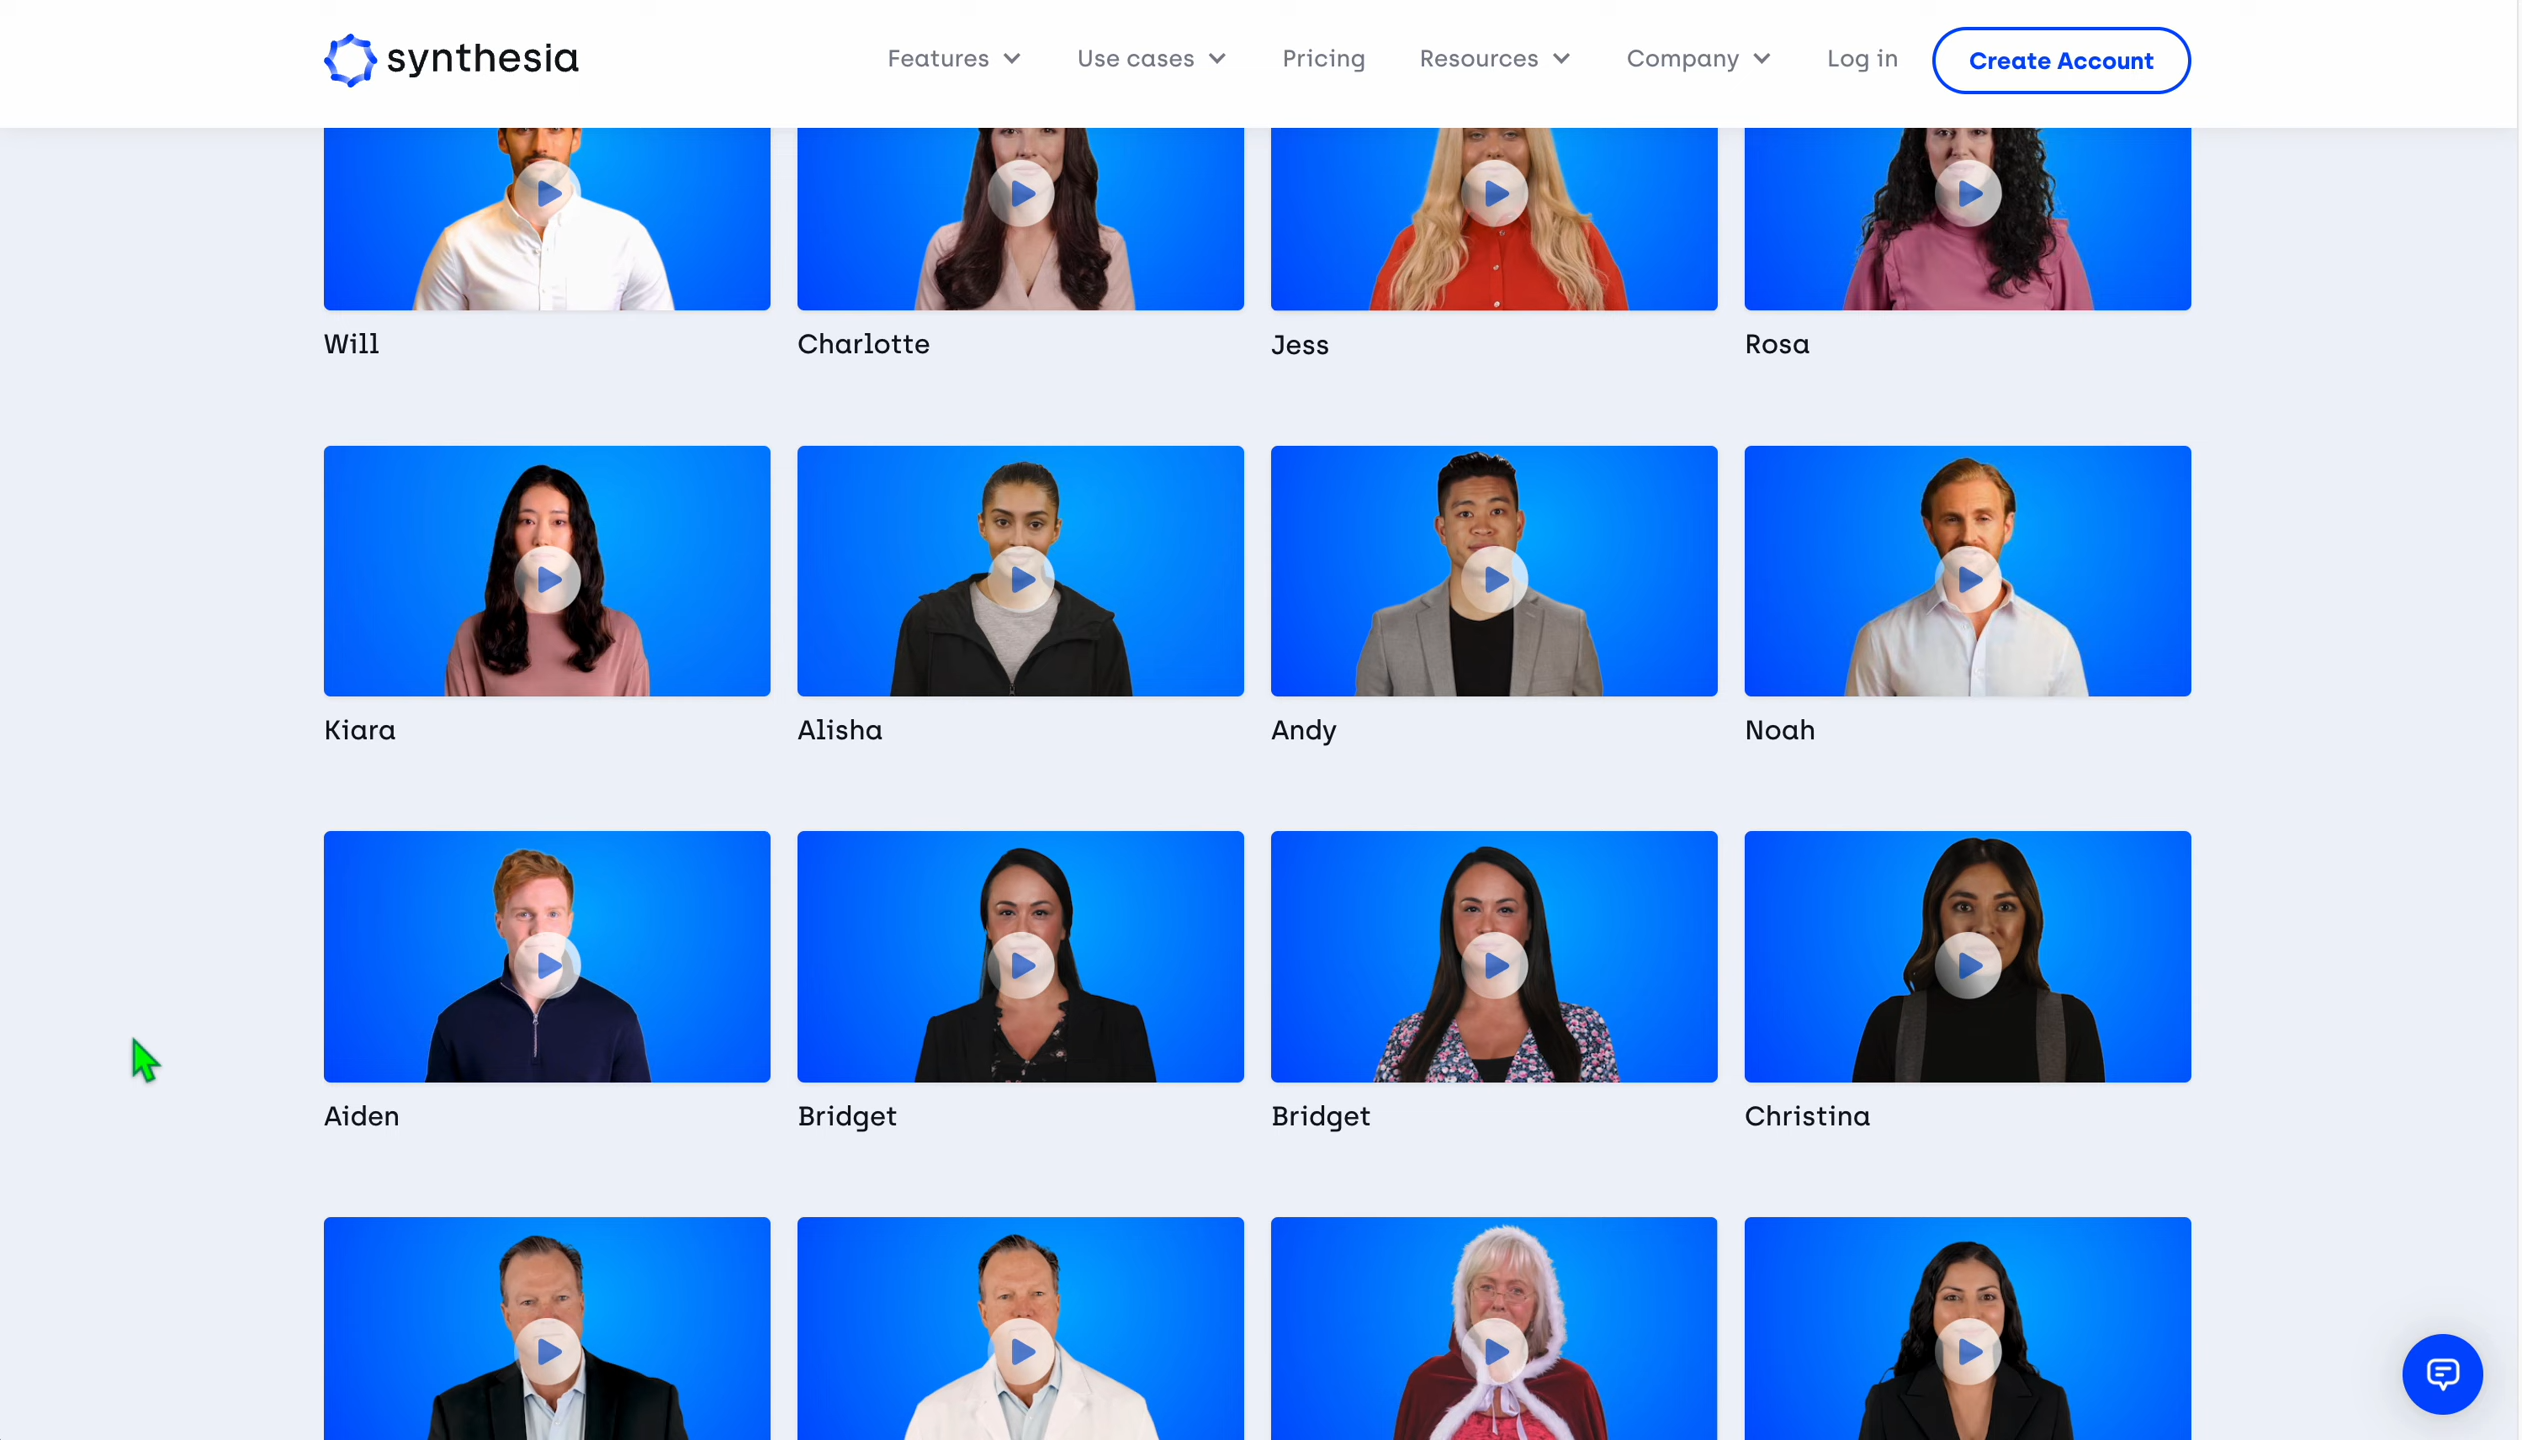 synthesia
Features
Use cases
Pricing
Resources
Company
Log in
Create Account
Will
Charlotte
Jess
Rosa
Kiara
Alisha
Andy
Noah
Aiden
Bridget
Bridget
Christina